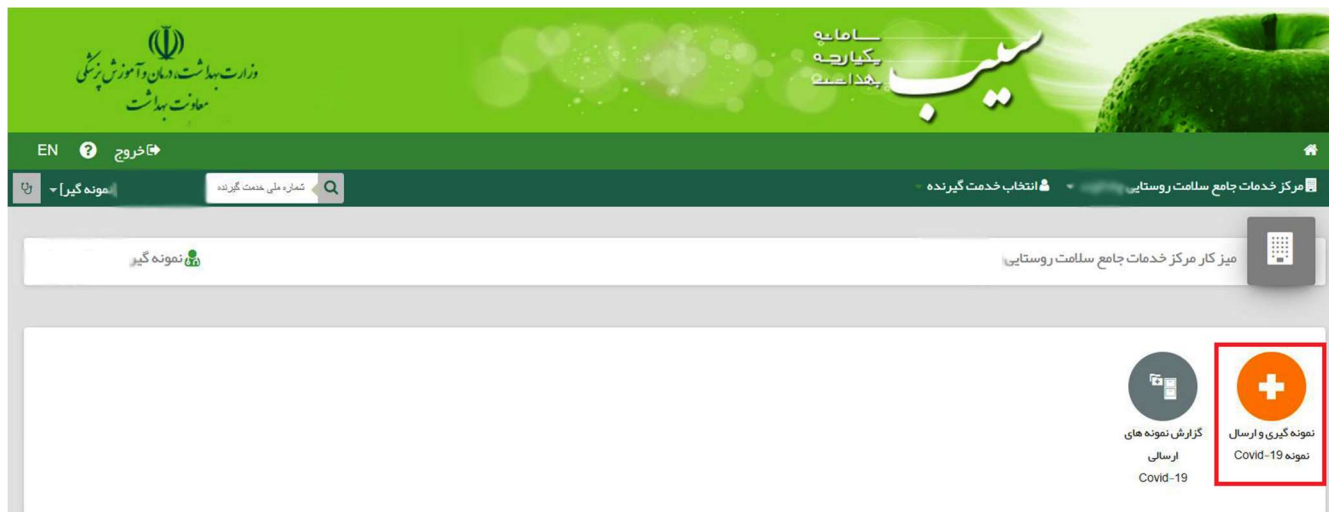 سامانه
یکپارچه
بهداشت
سیب
وزارت بهداشت، درمان و آموزش پزشکی
معاونت بهداشت
خروج
EN
مرکز خدمات جامع سلامت روستایی
انتخاب خدمت گیرنده
شماره ملی خدمت گیرنده
نمونه گیر]
میز کار مرکز خدمات جامع سلامت روستایی
نمونه گیر
نمونه گیری و ارسال
نمونه Covid-19
گزارش نمونه های
ارسالی
Covid-19